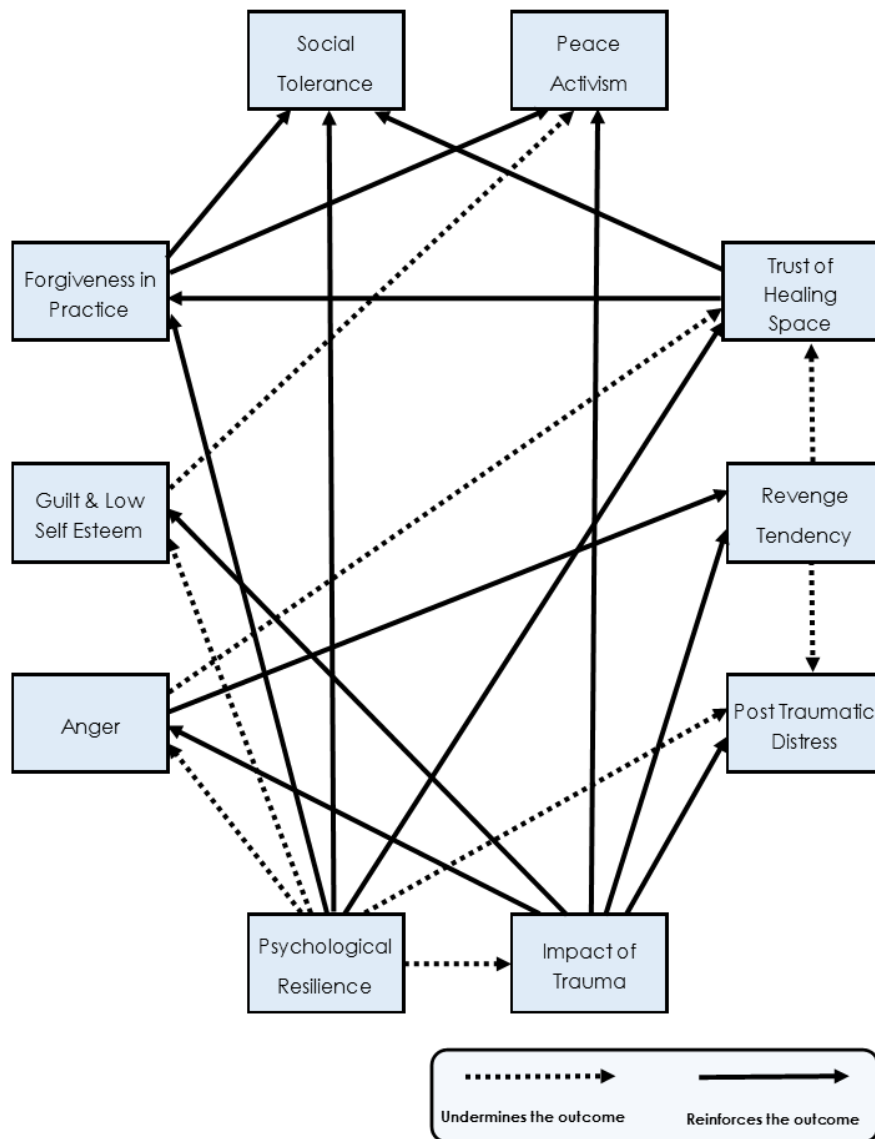 Social
Tolerance
Peace
Activism
Forgiveness in
Practice
Trust of
Healing
Space
Guilt & Low
Self Esteem
Revenge
Tendency
Anger
Post Traumatic
Distress
Psychological
Resilience
Impact of
Trauma
Undermines the outcome
Reinforces the outcome